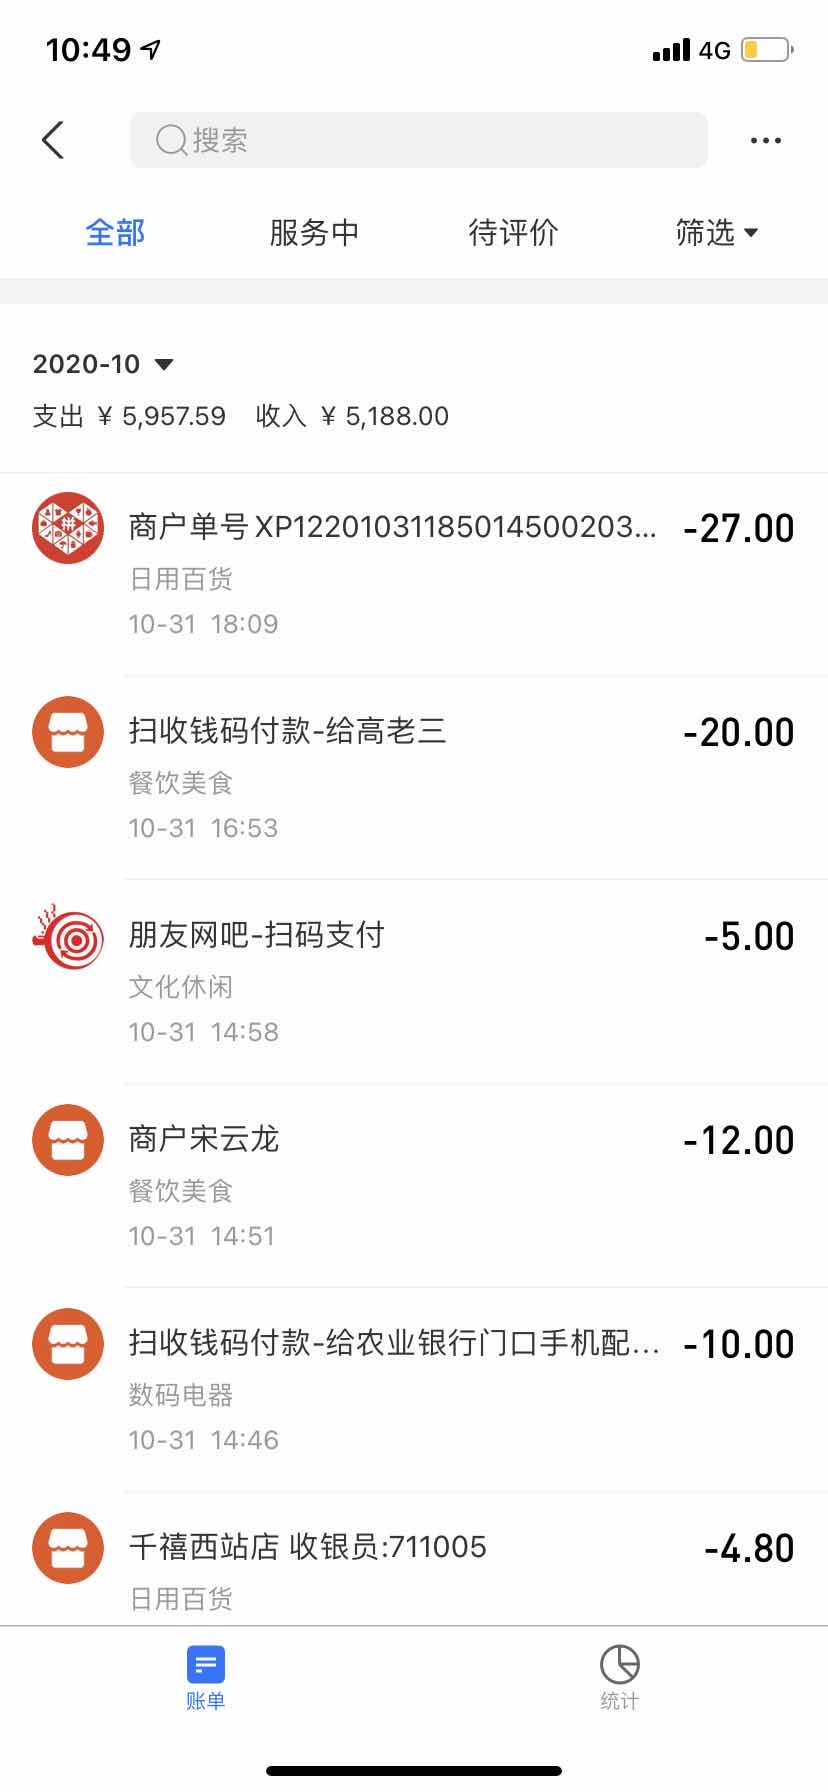 10:49
4G
搜索
全部 服务中 待评价 筛选
2020-10
支出 ¥ 5,957.59 收入 ¥ 5,188.00
商户单号XP12201031185014500203... -27.00
日用百货
10-31 18:09
扫收钱码付款-给高老三 -20.00
餐饮美食
10-31 16:53
朋友网吧-扫码支付 -5.00
文化休闲
10-31 14:58
商户宋云龙 -12.00
餐饮美食
10-31 14:51
扫收钱码付款-给农业银行门口手机配... -10.00
数码电器
10-31 14:46
千禧西站店 收银员:711005 -4.80
日用百货
账单 统计